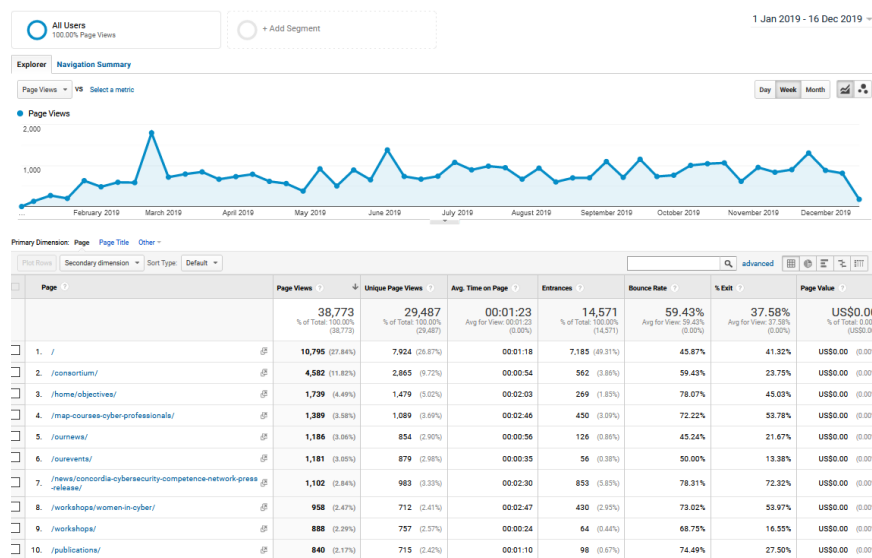 1 Jan 2019 - 16 Dec 2019
All Users
100.00% Page Views
+ Add Segment
Explorer Navigation Summary
Page Views VS Select a metric Day Week Month
Page Views
2,000
1,000
... February 2019 March 2019 April 2019 May 2019 June 2019 July 2019 August 2019 September 2019 October 2019 November 2019 December 2019
Primary Dimension: Page Page Title Other
Plot Rows Secondary dimension Sort Type: Default advanced
Page ? Page Views ? Unique Page Views ? Avg. Time on Page ? Entrances ? Bounce Rate ? % Exit ? Page Value ?
38,773 29,487 00:01:23 14,571 59.43% 37.58% US$0.00
% of Total: 100.00% % of Total: 100.00% Avg for View: 00:01:23 % of Total: 100.00% Avg for View: 59.43% Avg for View: 37.58% % of Total: 0.00
(38,773) (29,487) (0.00%) (14,571) (0.00%) (0.00%) (US$0.00
1. / 10,795 (27.84%) 7,924 (26.87%) 00:01:18 7,185 (49.31%) 45.87% 41.32% US$0.00 (0.00
2. /consortium/ 4,582 (11.82%) 2,865 (9.72%) 00:00:54 562 (3.86%) 59.43% 23.75% US$0.00 (0.00
3. /home/objectives/ 1,739 (4.49%) 1,479 (5.02%) 00:02:03 269 (1.85%) 78.07% 45.03% US$0.00 (0.00
4. /map-courses-cyber-professionals/ 1,389 (3.58%) 1,089 (3.69%) 00:02:46 450 (3.09%) 72.22% 53.78% US$0.00 (0.00
5. /ournews/ 1,186 (3.06%) 854 (2.90%) 00:00:56 126 (0.86%) 45.24% 21.67% US$0.00 (0.00
6. /ourevents/ 1,181 (3.05%) 879 (2.98%) 00:00:35 56 (0.38%) 50.00% 13.38% US$0.00 (0.00
7. /news/concordia-cybersecurity-competence-network-press
-release/ 1,102 (2.84%) 983 (3.33%) 00:02:30 853 (5.85%) 78.31% 72.32% US$0.00 (0.00
8. /workshops/women-in-cyber/ 958 (2.47%) 712 (2.41%) 00:02:47 430 (2.95%) 73.02% 53.97% US$0.00 (0.00
9. /workshops/ 888 (2.29%) 757 (2.57%) 00:00:24 64 (0.44%) 68.75% 16.55% US$0.00 (0.00
10. /publications/ 840 (2.17%) 715 (2.42%) 00:01:10 98 (0.67%) 74.49% 27.50% US$0.00 (0.00